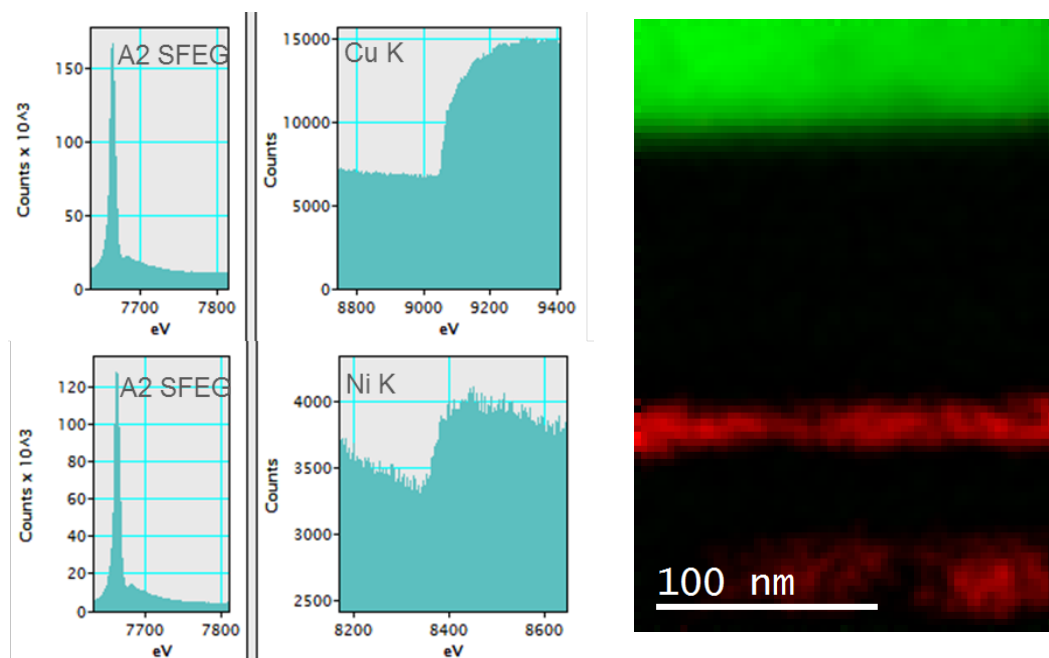 A2 SFEG
150
100
50
0
Counts x 10^3
7700 7800
eV
Cu K
15000
10000
5000
0
Counts
8800 9000 9200 9400
eV
A2 SFEG
120
100
80
60
40
20
0
Counts x 10^3
7700 7800
eV
Ni K
4000
3500
3000
2500
Counts
8200 8400 8600
eV
100 nm